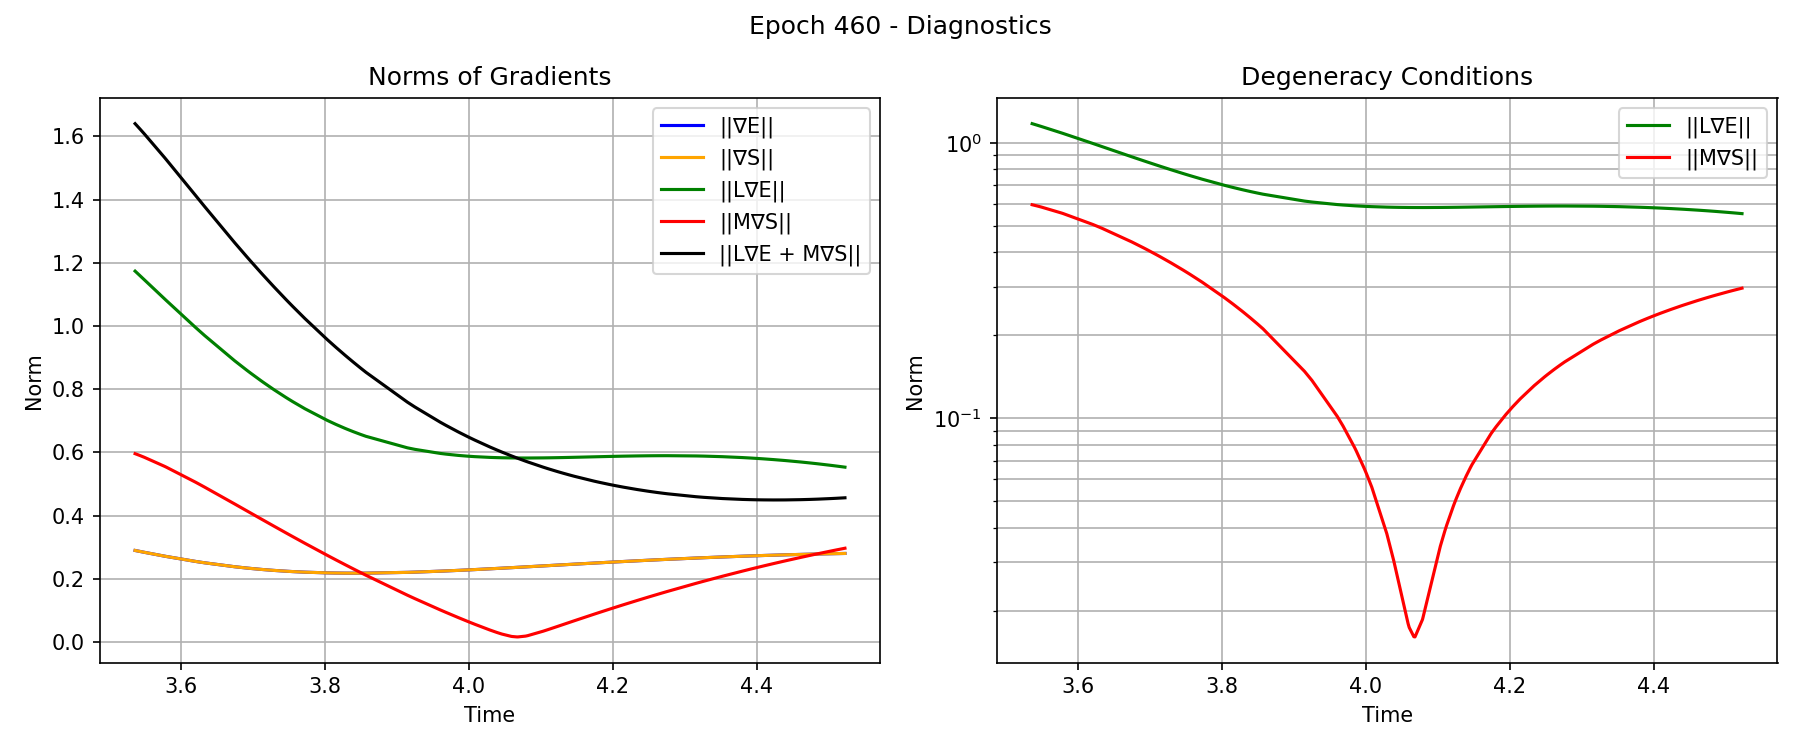 Epoch 460 - Diagnostics
Norms of Gradients
Norm
1.6
1.4
1.2
1.0
0.8
0.6
0.4
0.2
0.0
||∇E||
||∇S||
||L∇E||
||M∇S||
||L∇E + M∇S||
3.6 3.8 4.0 4.2 4.4
Time
Degeneracy Conditions
Norm
10⁰
10⁻¹
||L∇E||
||M∇S||
3.6 3.8 4.0 4.2 4.4
Time